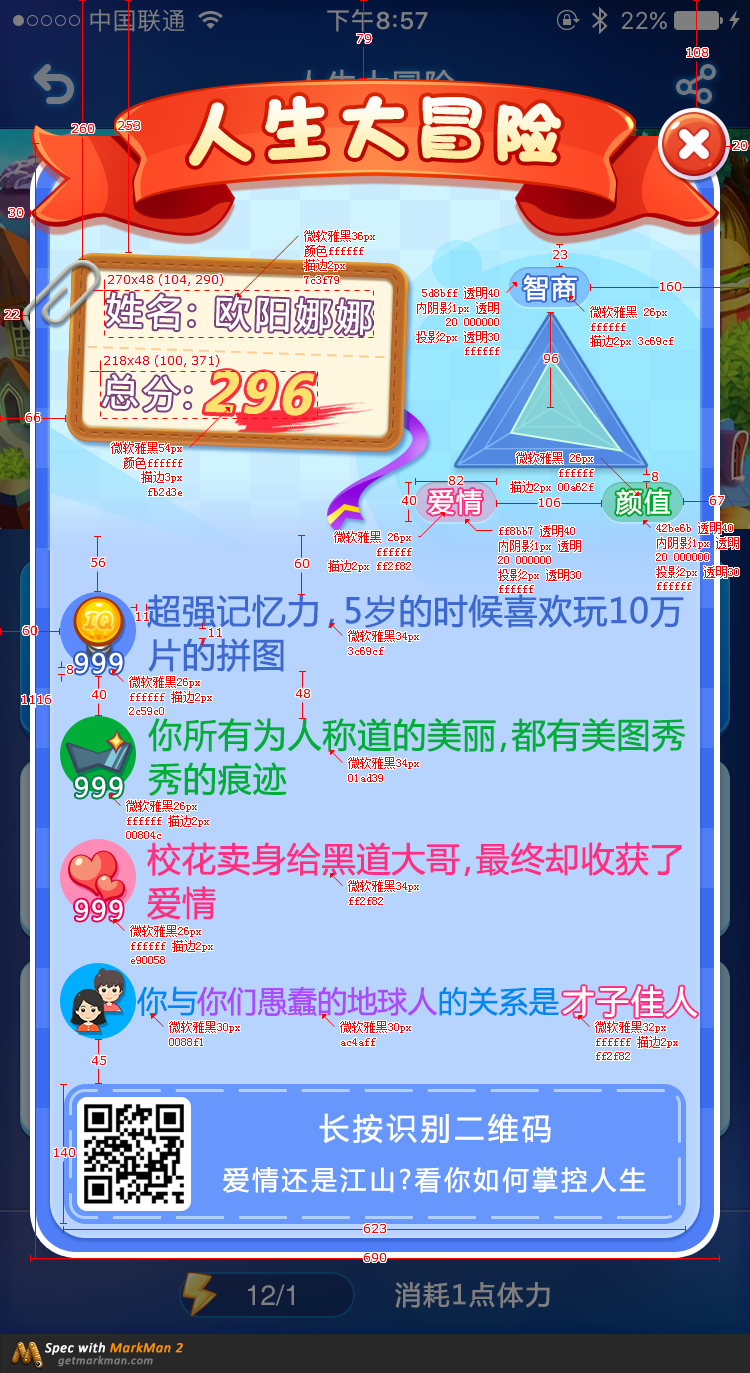 中国联通
下午8:57
22%
79
108
人生大冒险
260
253
人生大冒险
20
30
微软雅黑36px
颜色ffffff
描边2px
7c3f79
23
270x48 (104, 290)
姓名: 欧阳娜娜
22
5d8bff 透明40
内阴影1px 透明
20 000000
投影2px 透明30
ffffff
智商
160
微软雅黑 26px
ffffff
描边2px 3c69cf
96
218x48 (100, 371)
总分: 296
66
微软雅黑54px
颜色ffffff
描边3px
fb2d3e
微软雅黑 26px
ffffff
描边2px 00a62f
8
82
40
爱情
106
颜值
67
微软雅黑 26px
ffffff
描边2px ff2f82
ff8bb7 透明40
内阴影1px 透明
20 000000
投影2px 透明30
ffffff
42be6b 透明40
内阴影1px 透明
20 000000
投影2px 透明30
ffffff
56
60
IQ
999
11
超强记忆力,5岁的时候喜欢玩10万
片的拼图
60
11
微软雅黑34px
3c69cf
8
微软雅黑26px
ffffff 描边2px
2c59c0
1116
40
48
999
你所有为人称道的美丽,都有美图秀
秀的痕迹
微软雅黑34px
01ad39
微软雅黑26px
ffffff 描边2px
00804c
999
校花卖身给黑道大哥,最终却收获了
爱情
微软雅黑34px
ff2f82
微软雅黑26px
ffffff 描边2px
e90058
你与你们愚蠢的地球人的关系是才子佳人
微软雅黑30px
0088f1
微软雅黑30px
ac4aff
微软雅黑32px
ffffff 描边2px
ff2f82
45
140
长按识别二维码
爱情还是江山?看你如何掌控人生
623
690
12/1
消耗1点体力
Spec with MarkMan 2
getmarkman.com